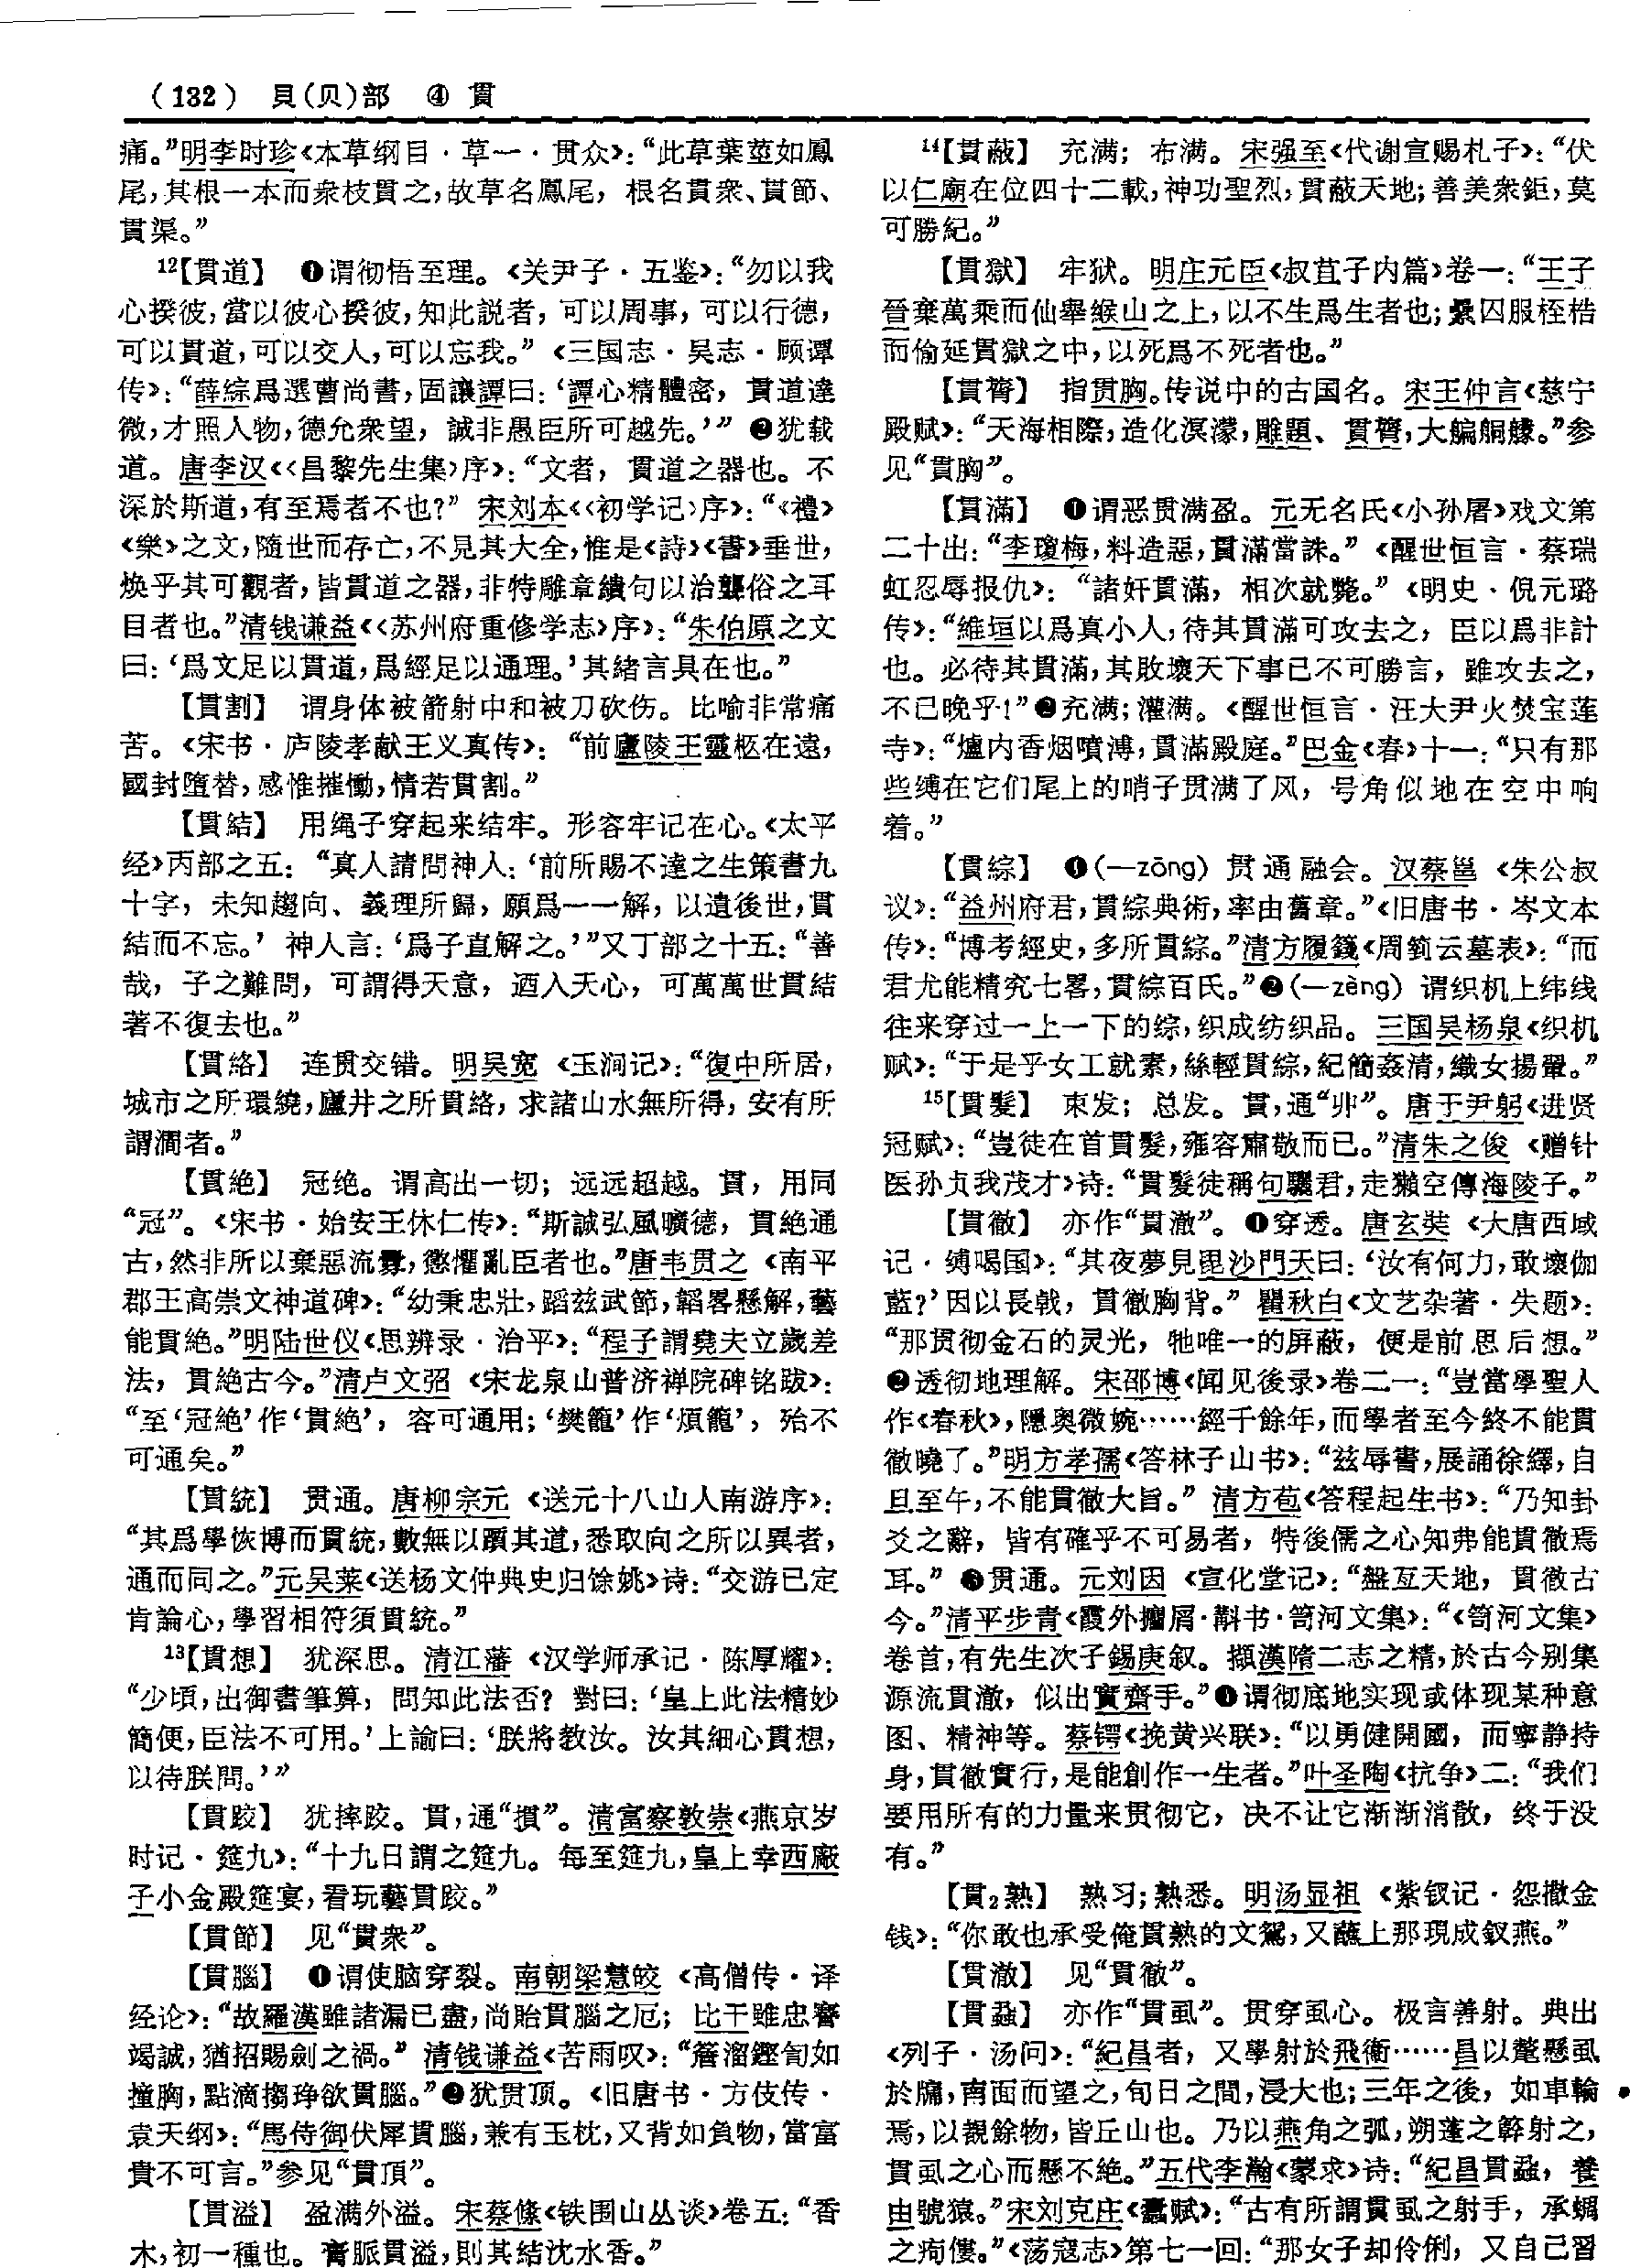 （132） 貝(贝)部 ④ 貫
痛。”明李时珍《本草纲目·草一·贯众》：“此草葉莖如鳳
尾，其根一本而衆枝貫之，故草名鳳尾，根名貫衆、貫節、
貫渠。”
12【貫道】 ❶谓彻悟至理。《关尹子·五鉴》：“勿以我
心揆彼，當以彼心揆彼，知此説者，可以周事，可以行德，
可以貫道，可以交人，可以忘我。”《三国志·吴志·顾谭
传》：“薛綜爲選曹尚書，固讓譚曰：‘譚心精體密，貫道達
微，才照人物，德允衆望，誠非愚臣所可越先。’” ❷犹载
道。唐李汉《〈昌黎先生集〉序》：“文者，貫道之器也。不
深於斯道，有至焉者不也？” 宋刘本《〈初学记〉序》：“《禮》
《樂》之文，隨世而存亡，不見其大全，惟是《詩》《書》垂世，
焕乎其可觀者，皆貫道之器，非特雕章繢句以治聾俗之耳
目者也。”清钱谦益《〈苏州府重修学志〉序》：“朱伯原之文
曰：‘爲文足以貫道，爲經足以通理。’其緒言具在也。”
【貫割】 谓身体被箭射中和被刀砍伤。比喻非常痛
苦。《宋书·庐陵孝献王义真传》：“前廬陵王靈柩在遠，
國封墮替，感惟摧慟，情若貫割。”
【貫結】 用绳子穿起来结牢。形容牢记在心。《太平
经》丙部之五：“真人請問神人：‘前所賜不達之生策書九
十字，未知趨向、義理所歸，願爲一一解，以遺後世，貫
結而不忘。’ 神人言：‘爲子直解之。’”又丁部之十五：“善
哉，子之難問，可謂得天意，迺入天心，可萬萬世貫結
著不復去也。”
【貫絡】 连贯交错。明吴宽《玉涧记》：“復中所居，
城市之所環繞，廬井之所貫絡，求諸山水無所得，安有所
謂澗者。”
【貫絶】 冠绝。谓高出一切；远远超越。貫，用同
“冠”。《宋书·始安王休仁传》：“斯誠弘風曠德，貫絶通
古，然非所以棄惡流釁，懲懼亂臣者也。”唐韦贯之《南平
郡王高崇文神道碑》：“幼秉忠壯，蹈兹武節，韜畧懸解，藝
能貫絶。”明陆世仪《思辨录·治平》：“程子謂堯夫立歲差
法，貫絶古今。”清卢文弨《宋龙泉山普济禅院碑铭跋》：
“至‘冠絶’作‘貫絶’，容可通用；‘樊籠’作‘煩籠’，殆不
可通矣。”
【貫統】 贯通。唐柳宗元《送元十八山人南游序》：
“其爲學恢博而貫統，數無以躓其道，悉取向之所以異者，
通而同之。”元吴莱《送杨文仲典史归馀姚》诗：“交游已定
肯論心，學習相符須貫統。”
13【貫想】 犹深思。清江藩《汉学师承记·陈厚耀》：
“少頃，出御書筆算，問知此法否？對曰：‘皇上此法精妙
簡便，臣法不可用。’上諭曰：‘朕將教汝。汝其細心貫想，
以待朕問。’”
【貫跤】 犹摔跤。貫，通“摜”。清富察敦崇《燕京岁
时记·筵九》：“十九日謂之筵九。每至筵九，皇上幸西廠
子小金殿筵宴，看玩藝貫跤。”
【貫節】 见“貫衆”。
【貫腦】 ❶谓使脑穿裂。南朝梁慧皎《高僧传·译
经论》：“故羅漢雖諸漏已盡，尚貽貫腦之厄；比干雖忠謇
竭誠，猶招賜劍之禍。” 清钱谦益《苦雨叹》：“簷溜鏗訇如
撞胸，點滴搊琤欲貫腦。”❷犹贯顶。《旧唐书·方伎传·
袁天纲》：“馬侍御伏犀貫腦，兼有玉枕，又背如負物，當富
貴不可言。”参见“貫頂”。
【貫溢】 盈满外溢。宋蔡絛《铁围山丛谈》卷五：“香
木，初一種也。膏脈貫溢，則其結沈水香。”
14【貫蔽】 充满；布满。宋强至《代谢宣赐札子》：“伏
以仁廟在位四十二載，神功聖烈，貫蔽天地；善美衆鉅，莫
可勝紀。”
【貫獄】 牢狱。明庄元臣《叔苴子内篇》卷一：“王子
晉棄萬乘而仙舉緱山之上，以不生爲生者也；纍囚服桎梏
而偷延貫獄之中，以死爲不死者也。”
【貫膂】 指贯胸。传说中的古国名。宋王仲言《慈宁
殿赋》：“天海相際，造化溟濛，雕題、貫膂，大艑艒艛。”参
见“貫胸”。
【貫滿】 ❶谓恶贯满盈。元无名氏《小孙屠》戏文第
二十出：“李瓊梅，料造惡，貫滿當誅。”《醒世恒言·蔡瑞
虹忍辱报仇》：“諸奸貫滿，相次就斃。”《明史·倪元璐
传》：“維垣以爲真小人，待其貫滿可攻去之，臣以爲非計
也。必待其貫滿，其敗壞天下事已不可勝言，雖攻去之，
不已晚乎！”❷充满；灌满。《醒世恒言·汪大尹火焚宝莲
寺》：“爐内香烟噴溥，貫滿殿庭。”巴金《春》十一：“只有那
些缚在它们尾上的哨子贯满了风，号角似地在空中响
着。”
【貫綜】 ❶(—zōng) 贯通融会。汉蔡邕《朱公叔
议》：“益州府君，貫綜典術，率由舊章。”《旧唐书·岑文本
传》：“博考經史，多所貫綜。”清方履籛《周劀云墓表》：“而
君尤能精究七畧，貫綜百氏。”❷(—zèng) 谓织机上纬线
往来穿过一上一下的综，织成纺织品。三国吴杨泉《织机
赋》：“于是乎女工就素，絲輕貫綜，紀簡姦清，織女揚翬。”
15【貫髮】 束发；总发。貫，通“丱”。唐于尹躬《进贤
冠赋》：“豈徒在首貫髮，雍容肅敬而已。”清朱之俊《赠针
医孙贞我茂才》诗：“貫髮徒稱句驪君，走獺空傳海陵子。”
【貫徹】 亦作“貫澈”。❶穿透。唐玄奘《大唐西域
记·缚喝国》：“其夜夢見毘沙門天曰：‘汝有何力，敢壞伽
藍？’因以長戟，貫徹胸背。” 瞿秋白《文艺杂著·失题》：
“那贯彻金石的灵光，牠唯一的屏蔽，便是前思后想。”
❷透彻地理解。宋邵博《闻见後录》卷二一：“豈當學聖人
作《春秋》，隱奥微婉……經千餘年，而學者至今終不能貫
徹曉了。”明方孝孺《答林子山书》：“兹辱書，展誦徐繹，自
旦至午，不能貫徹大旨。” 清方苞《答程起生书》：“乃知卦
爻之辭，皆有確乎不可易者，特後儒之心知弗能貫徹焉
耳。” ❸贯通。元刘因《宣化堂记》：“盤互天地，貫徹古
今。”清平步青《霞外攟屑·斠书·笥河文集》：“《笥河文集》
卷首，有先生次子錫庚叙。擷漢隋二志之精，於古今别集
源流貫澈，似出實齋手。”❹谓彻底地实现或体现某种意
图、精神等。蔡锷《挽黄兴联》：“以勇健開國，而寧静持
身，貫徹實行，是能創作一生者。”叶圣陶《抗争》二：“我们
要用所有的力量来贯彻它，决不让它渐渐消散，终于没
有。”
【貫₂熟】 熟习；熟悉。明汤显祖《紫钗记·怨撒金
钱》：“你敢也承受俺貫熟的文鴛，又蘸上那現成釵燕。”
【貫澈】 见“貫徹”。
【貫蝨】 亦作“貫虱”。贯穿虱心。极言善射。典出
《列子·汤问》：“紀昌者，又學射於飛衛……昌以氂懸虱
於牖，南面而望之，旬日之間，浸大也；三年之後，如車輪
焉，以覩餘物，皆丘山也。乃以燕角之弧，朔蓬之簳射之，
貫虱之心而懸不絶。”五代李瀚《蒙求》诗：“紀昌貫蝨，養
由號猿。”宋刘克庄《蠹赋》：“古有所謂貫虱之射手，承蜩
之痀僂。”《荡寇志》第七一回：“那女子却伶俐，又自己習